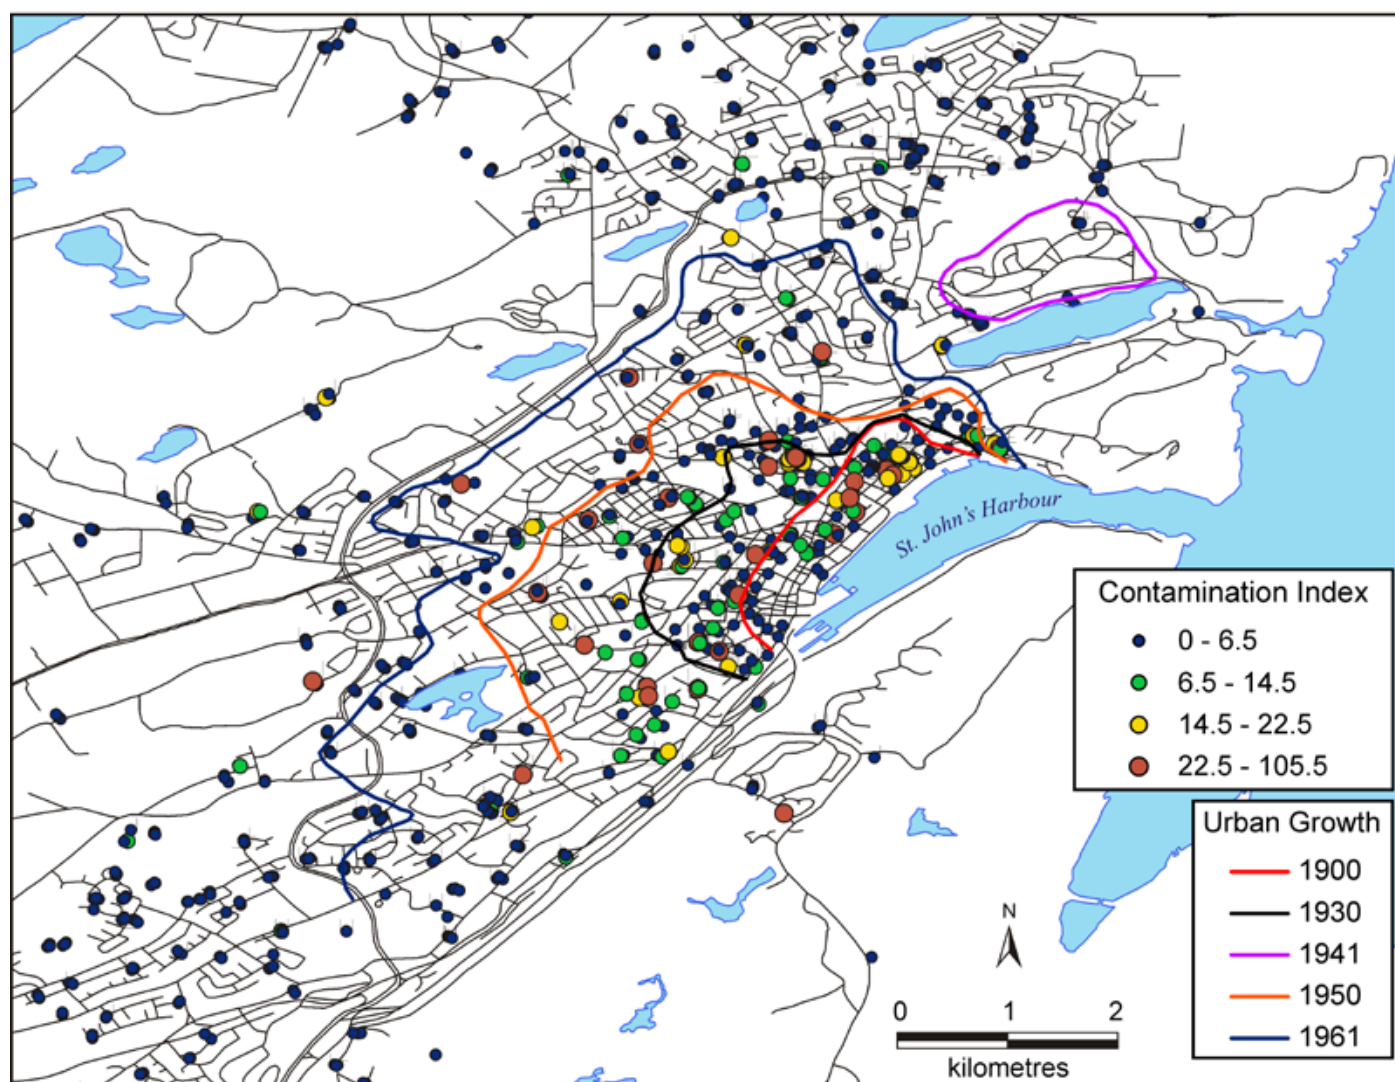 St. John's Harbour
Contamination Index
0 - 6.5
6.5 - 14.5
14.5 - 22.5
22.5 - 105.5
Urban Growth
1900
1930
1941
1950
1961
N
0 1 2
kilometres